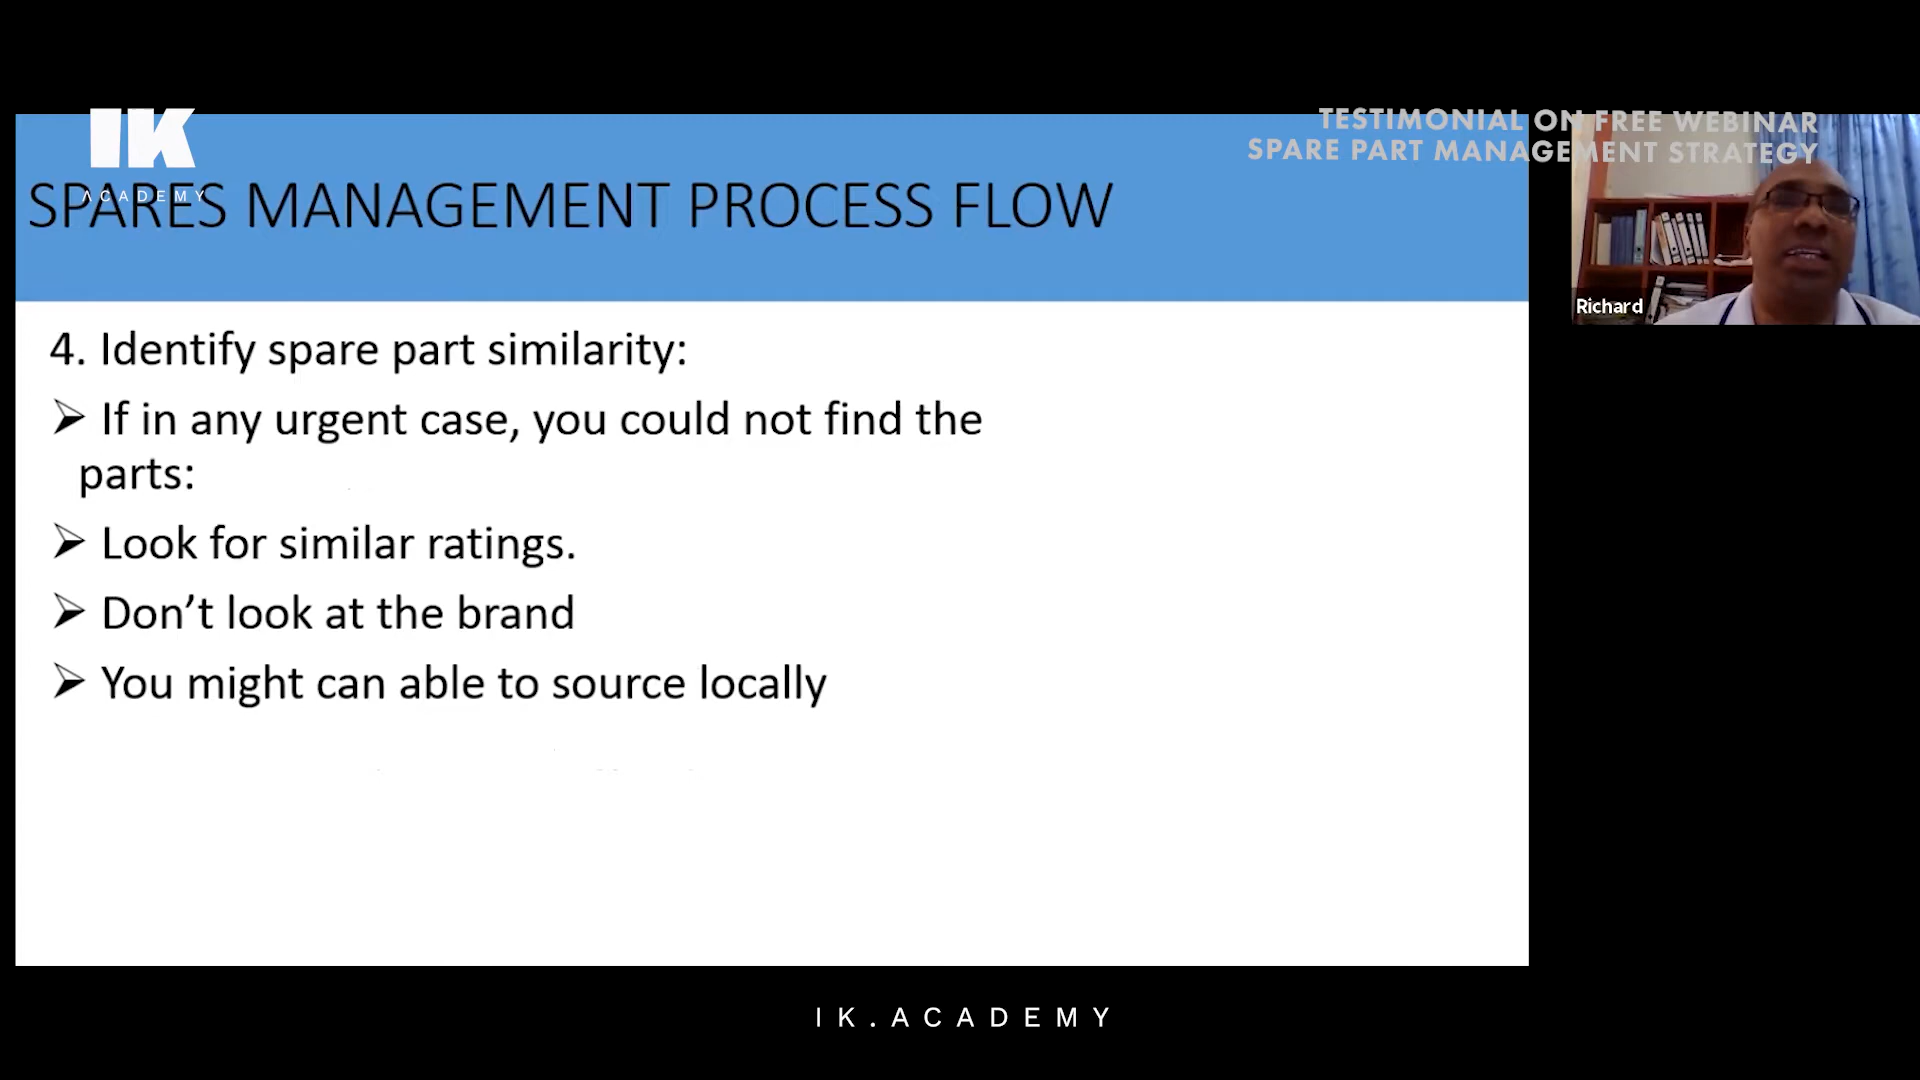 IK
ACADEMY
TESTIMONIAL ON FREE WEBINAR
SPARE PART MANAGEMENT STRATEGY
SPARES MANAGEMENT PROCESS FLOW
Richard
4. Identify spare part similarity:
➢ If in any urgent case, you could not find the
parts:
➢ Look for similar ratings.
➢ Don’t look at the brand
➢ You might can able to source locally
IK.ACADEMY